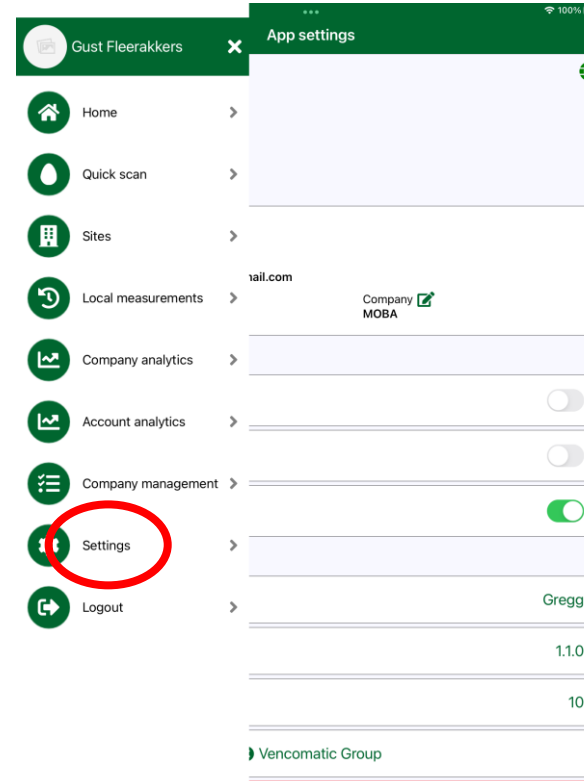 100%
Gust Fleerakkers
App settings
Home
Quick scan
Sites
Local measurements
Company analytics
Account analytics
Company management
Settings
Logout
ail.com
Company
MOBA
Gregg
1.1.0
10
Vencomatic Group